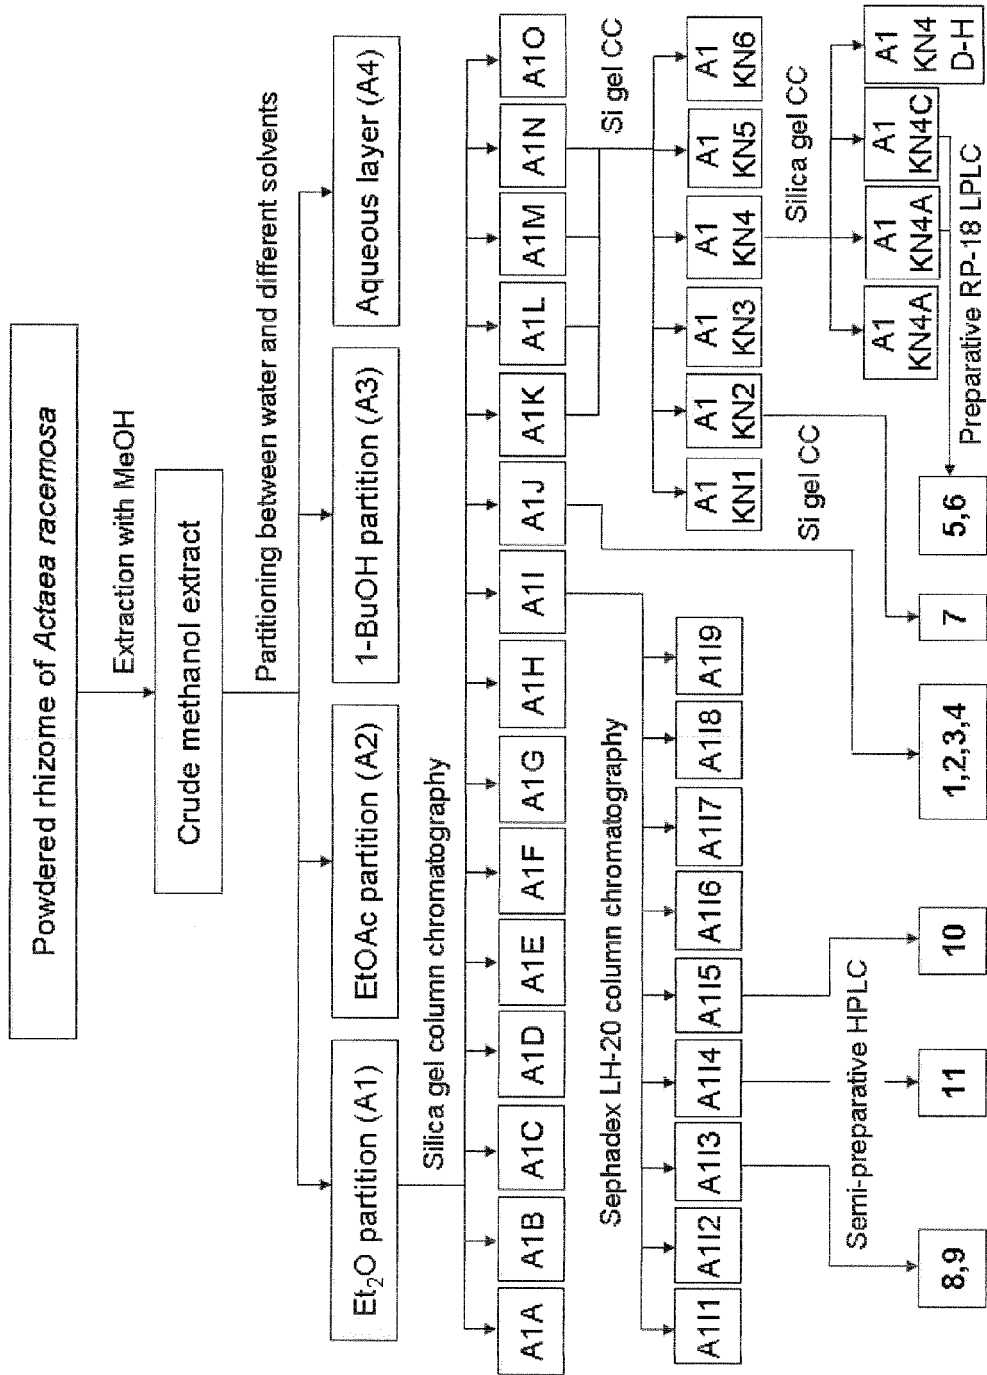 Powdered rhizome of Actaea racemosa
Extraction with MeOH
Crude methanol extract
Partitioning between water and different solvents
Et₂O partition (A1)
EtOAc partition (A2)
1-BuOH partition (A3)
Aqueous layer (A4)
Silica gel column chromatography
A1A
A1B
A1C
A1D
A1E
A1F
A1G
A1H
A1I
A1J
A1K
A1L
A1M
A1N
A1O
Sephadex LH-20 column chromatography
Si gel CC
A1I1
A1I2
A1I3
A1I4
A1I5
A1I6
A1I7
A1I8
A1I9
A1
KN1
A1
KN2
A1
KN3
A1
KN4
A1
KN5
A1
KN6
Semi-preparative HPLC
Si gel CC
Silica gel CC
A1
KN4A
A1
KN4A
A1
KN4C
A1
KN4
D-H
Preparative RP-18 LPLC
8,9
11
10
1,2,3,4
7
5,6